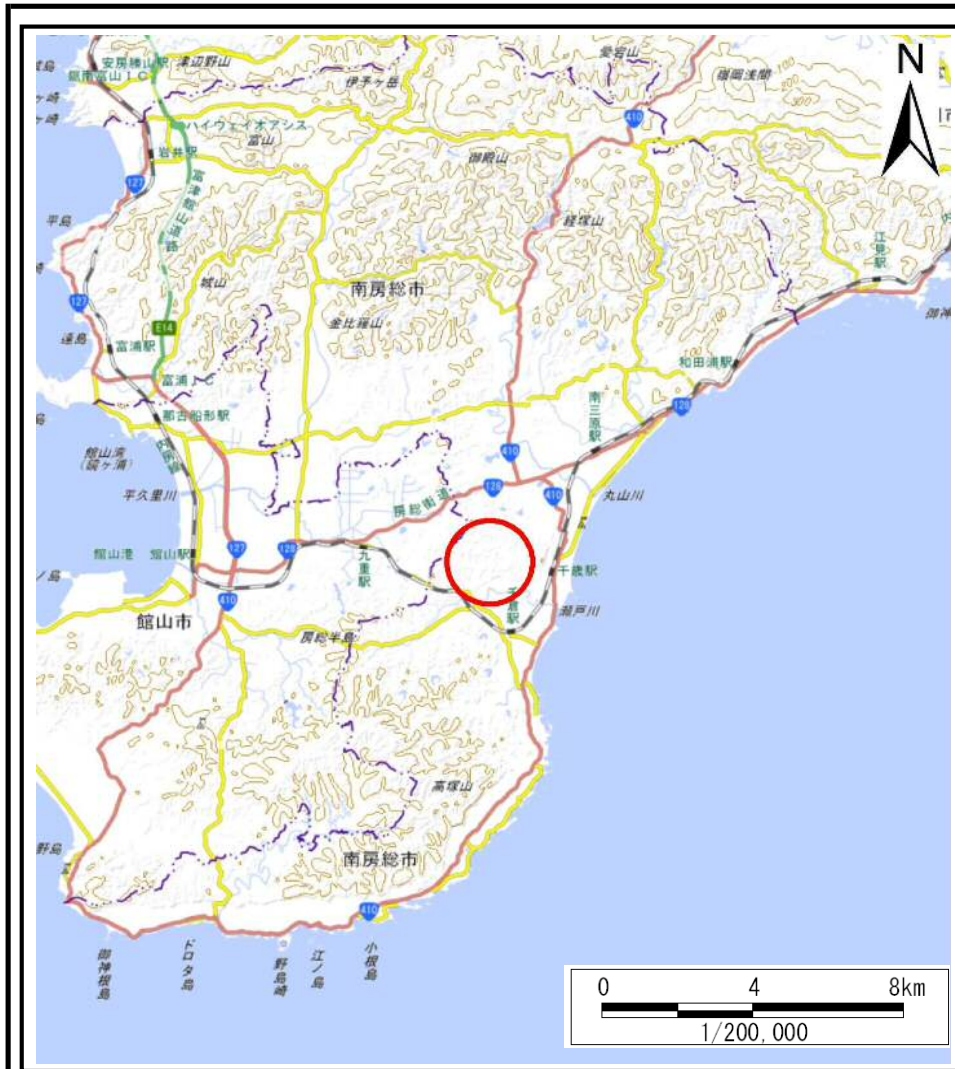 安房勝山駅
津辺野山
愛宕山
鋸南富山IC
伊予ケ岳
嶺岡浅間
N
410
ハイウェイオアシス
富山
岩井駅
御殿山
127
富津館山道路
平島
経塚山
江見駅
城山
南房総市
127
金比羅山
E14
富浦駅
和田浦駅
富浦JC
128
那古船形駅
南三原駅
内房線
館山湾
(鏡ヶ浦)
410
平久里川
128
410
丸山川
房総街道
館山港
館山駅
127
128
九重駅
千歳駅
410
千倉駅
瀬戸川
館山市
房総半島
高塚山
野島
南房総市
410
御神根島
ドロタ島
野島崎
江ノ島
小根島
0 4 8km
1/200,000